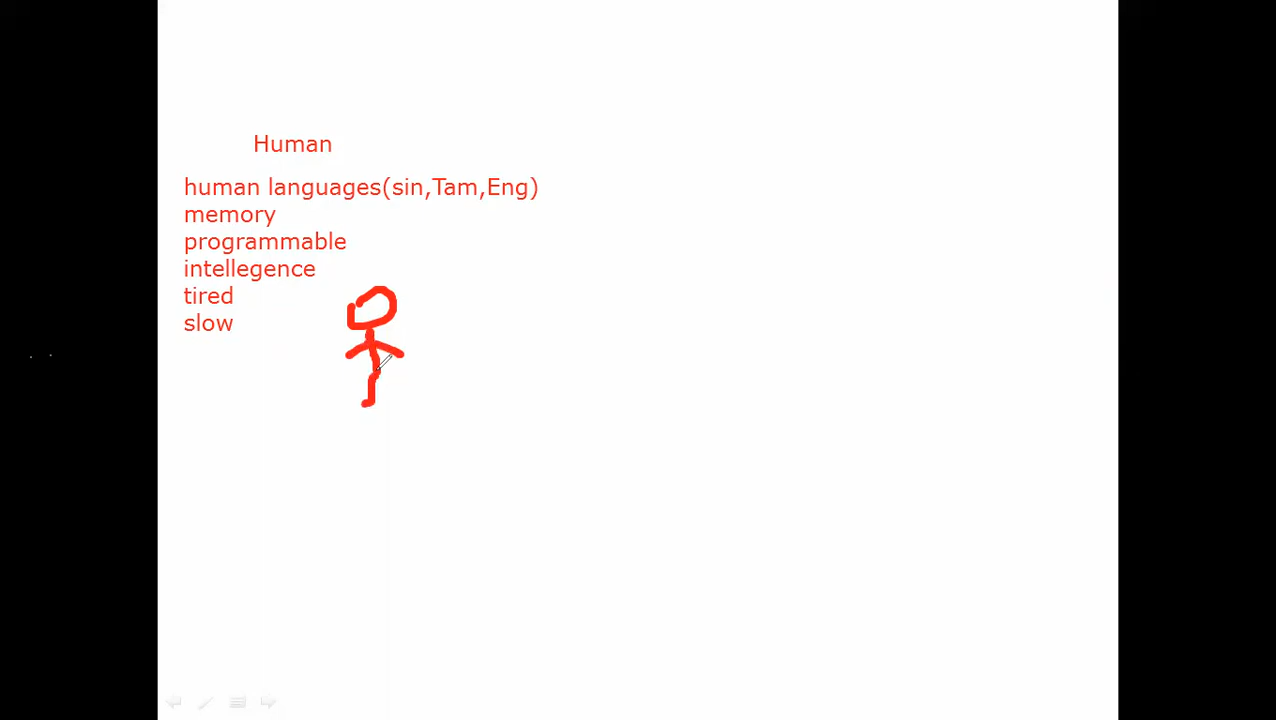 Human
human languages(sin,Tam,Eng)
memory
programmable
intellegence
tired
slow